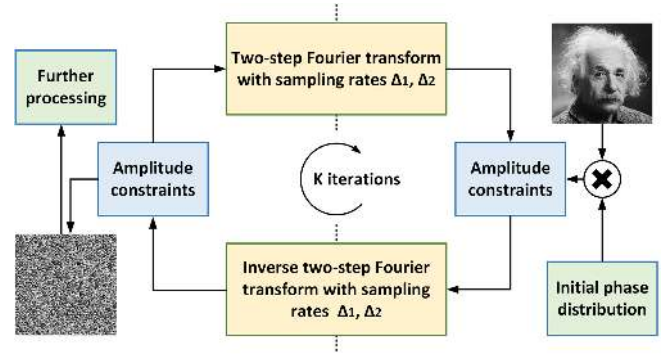 Further
processing
Two-step Fourier transform
with sampling rates Δ1, Δ2
Amplitude
constraints
K iterations
Amplitude
constraints
Inverse two-step Fourier
transform with sampling
rates Δ1, Δ2
Initial phase
distribution